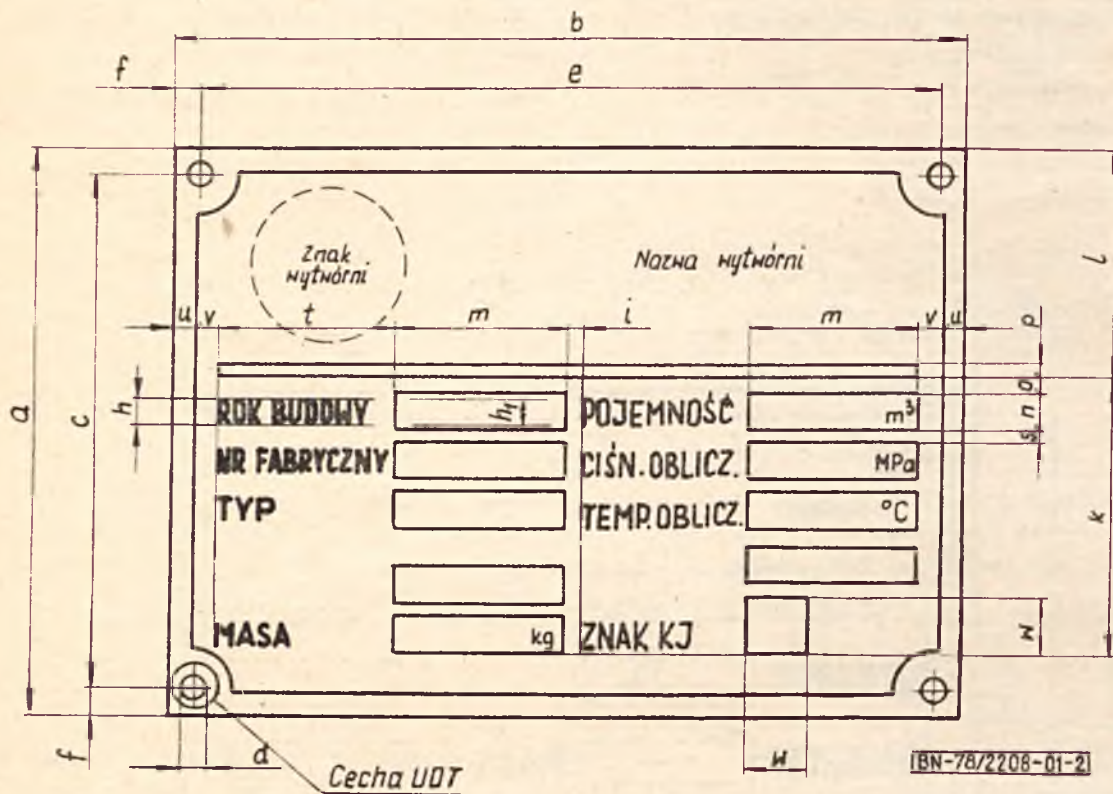 b
f
e
Znak
wytwórni
Nazwa wytwórni
l
u v t m i m v u
p
o
a
c
h
ROK BUDOWY
h₁
POJEMNOŚĆ
m³
n
s
NR FABRYCZNY
CIŚN. OBLICZ.
MPa
TYP
TEMP. OBLICZ.
°C
k
MASA
kg
ZNAK KJ
w
f
d
w
Cecha UDT
BN-78/2208-01-2